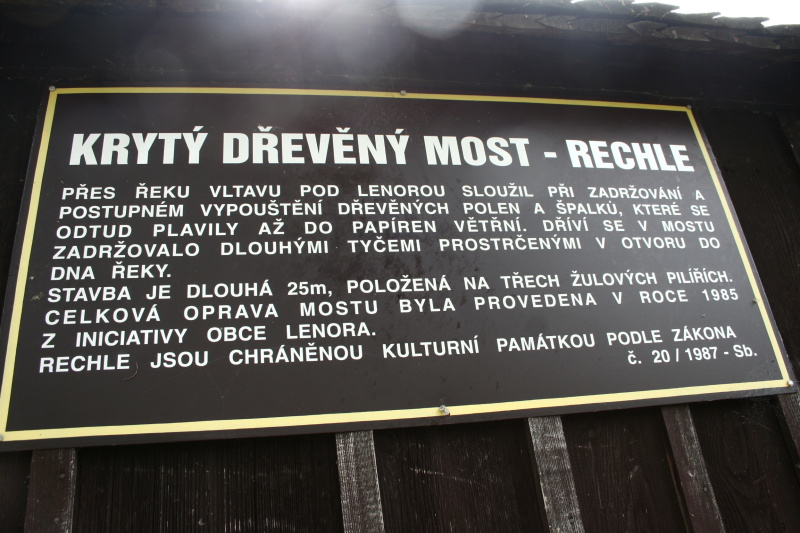 KRYTÝ DŘEVĚNÝ MOST - RECHLE
PŘES ŘEKU VLTAVU POD LENOROU SLOUŽIL PŘI ZADRŽOVÁNÍ A
POSTUPNÉM VYPOUŠTĚNÍ DŘEVĚNÝCH POLEN A ŠPALKŮ, KTERÉ SE
ODTUD PLAVILY AŽ DO PAPÍREN VĚTŘNÍ. DŘÍVÍ SE V MOSTU
ZADRŽOVALO DLOUHÝMI TYČEMI PROSTRČENÝMI V OTVORU DO
DNA ŘEKY.
STAVBA JE DLOUHÁ 25m, POLOŽENÁ NA TŘECH ŽULOVÝCH PILÍŘÍCH.
CELKOVÁ OPRAVA MOSTU BYLA PROVEDENA V ROCE 1985
Z INICIATIVY OBCE LENORA.
RECHLE JSOU CHRÁNĚNOU KULTURNÍ PAMÁTKOU PODLE ZÁKONA
č. 20 / 1987 - Sb.